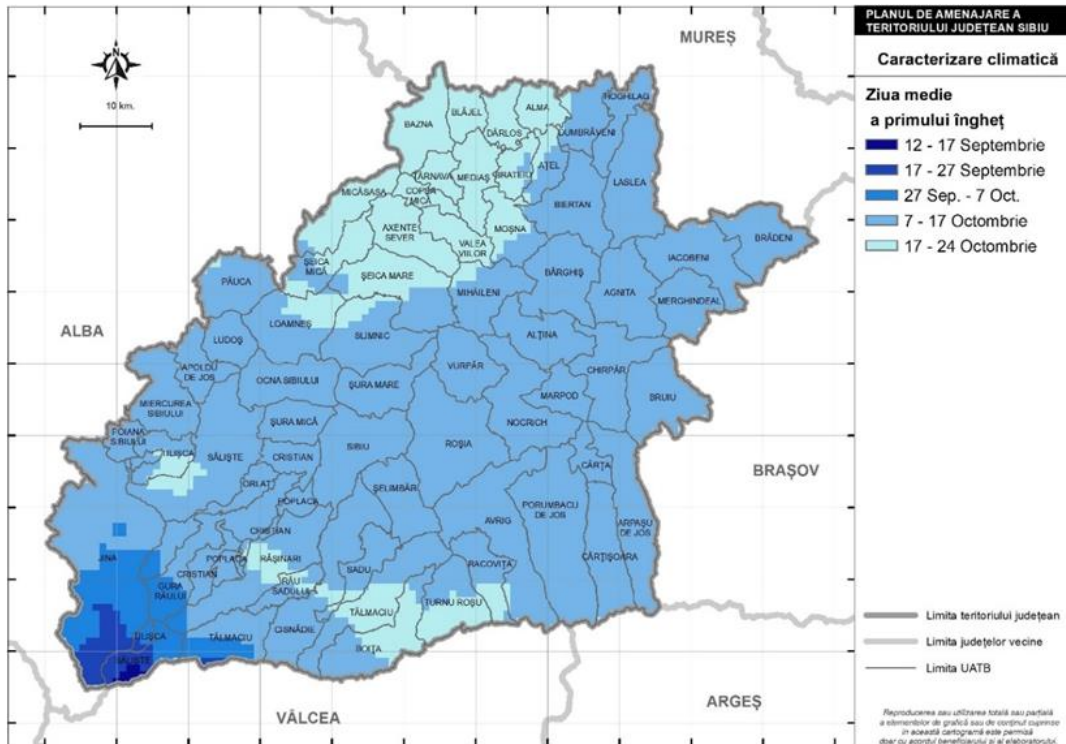 PLANUL DE AMENAJARE A
TERITORIULUI JUDEȚEAN SIBIU
Caracterizare climatică
Ziua medie
a primului îngheț
12 - 17 Septembrie
17 - 27 Septembrie
27 Sep. - 7 Oct.
7 - 17 Octombrie
17 - 24 Octombrie
N
10 km.
MUREȘ
ALBA
BRAȘOV
ARGEȘ
VÂLCEA
HOGHILAG
ALMA
BLĂJEL
BAZNA
DÂRLOS
DUMBRĂVENI
AȚEL
BIRATEIU
MEDIAȘ
TÂRNAVA
LASLEA
MICĂSASA
COPȘA
MICĂ
BIERTAN
AXENTE
SEVER
MOȘNA
VALEA
VIILOR
BRĂDENI
IACOBENI
ȘEICA
MICĂ
ȘEICA MARE
BÂRGHIȘ
PĂUCA
MIHĂILENI
AGNITA
MERGHINDEAL
LOAMNEȘ
SLIMNIC
ALȚINA
LUDOȘ
APOLDU
DE JOS
OCNA SIBIULUI
ȘURA MARE
VURPĂR
CHIRPĂR
MARPOD
BRUIU
MIERCUREA
SIBIULUI
ȘURA MICĂ
NOCRICH
POIANA
SIBIULUI
TILIȘCA
SĂLIȘTE
CRISTIAN
SIBIU
ROȘIA
CÂRȚA
ORLAT
ȘELIMBĂR
POPLACA
PORUMBACU
DE JOS
AVRIG
ARPAȘU
DE JOS
CRISTIAN
JINA
POPLACA
RĂȘINARI
CRISTIAN
SADU
RACOVIȚA
CÂRȚIȘOARA
GURA
RÂULUI
RÂU
SADULUI
TĂLMACIU
TURNU ROȘU
TILIȘCA
TĂLMACIU
CISNĂDIE
BOIȚA
SĂLIȘTE
Limita teritoriului județean
Limita județelor vecine
Limita UATB
Reproducerea sau utilizarea totală sau parțială
a elementelor de grafică sau de conținut cuprinse
în această cartogramă este permisă
doar cu acordul beneficiarului și al elaboratorului.